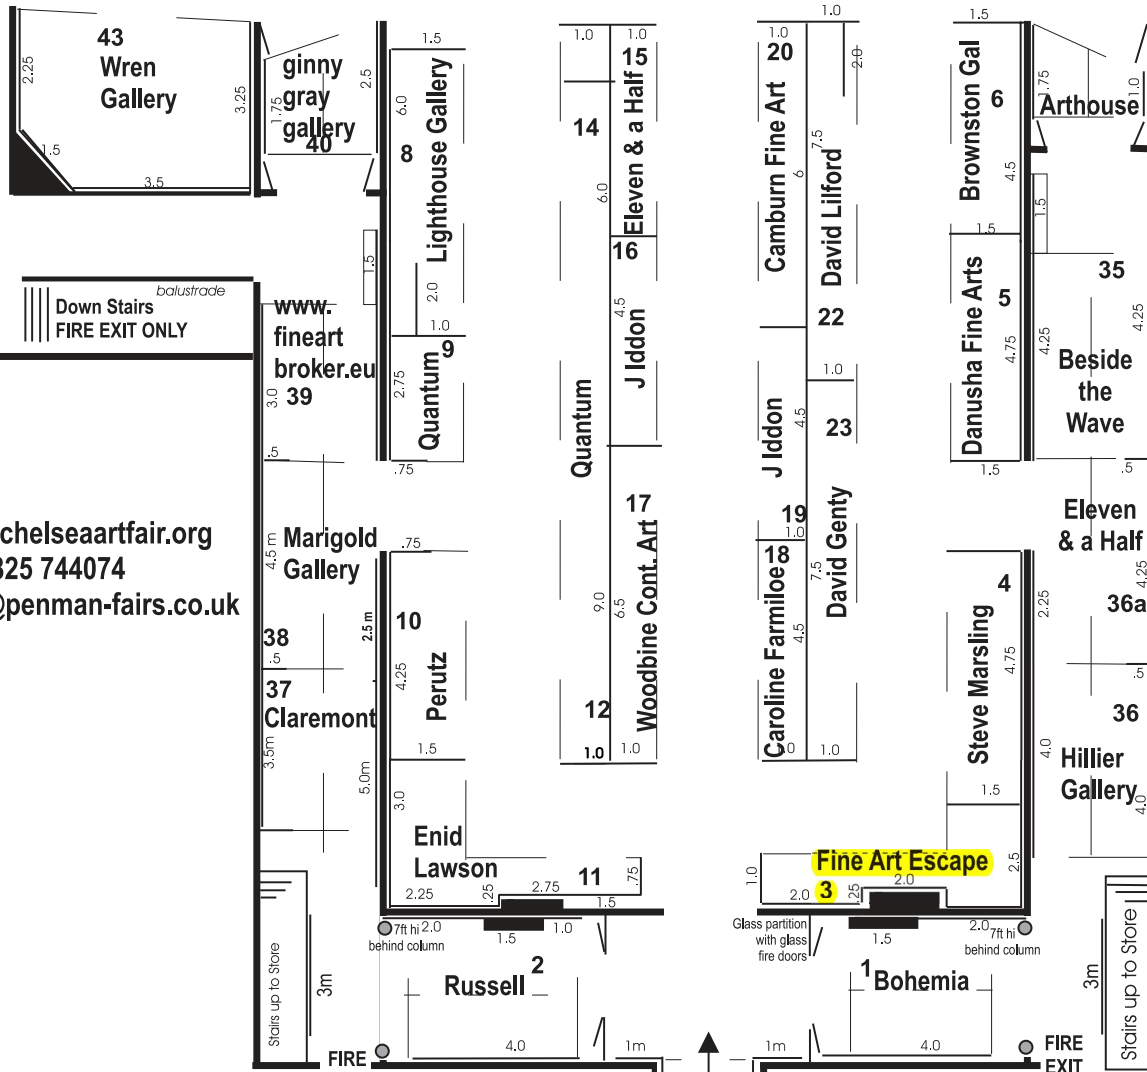 43
Wren
Gallery
2.25
3.25
1.5
3.5
ginny
gray
gallery
40
1.75
2.5
1.5
6.0
8
Lighthouse Gallery
2.0
1.0
1.0
14
6.0
1.0
15
Eleven & a Half
16
4.5
J Iddon
1.0
1.0
20
Camburn Fine Art
6
2.0
7.5
David Lilford
22
1.0
1.5
Brownston Gal
6
4.5
1.5
1.75
1.0
Arthouse
1.5
Down Stairs
FIRE EXIT ONLY
balustrade
www.
fineart
broker.eu
39
3.0
.5
1.5
Quantum
9
2.75
.75
Quantum
J Iddon
4.5
19
1.0
23
David Genty
7.5
Danusha Fine Arts
5
4.75
1.5
35
4.25
4.25
Beside
the
Wave
.5
chelseaartfair.org
325 744074
@penman-fairs.co.uk
Marigold
Gallery
4.5 m
38
.5
2.5 m
.75
10
Perutz
4.25
1.5
17
Woodbine Cont. Art
9.0
6.5
12
1.0
1.0
18
Caroline Farmiloe
4.5
1.0
1.0
4
Steve Marsling
4.75
1.5
2.25
Eleven
& a Half
4.25
36a
.5
37
Claremont
3.5m
5.0m
36
Hillier
Gallery
4.0
4.0
Enid
Lawson
3.0
2.25
.25
2.75
11
1.5
.75
1.0
Fine Art Escape
3
2.0
.25
2.0
2.5
7ft hi
behind column
2.0
1.5
1.0
Glass partition
with glass
fire doors
1.5
2.0
7ft hi
behind column
Stairs up to Store
3m
2
Russell
4.0
1m
1
Bohemia
4.0
1m
3m
Stairs up to Store
FIRE
FIRE
EXIT